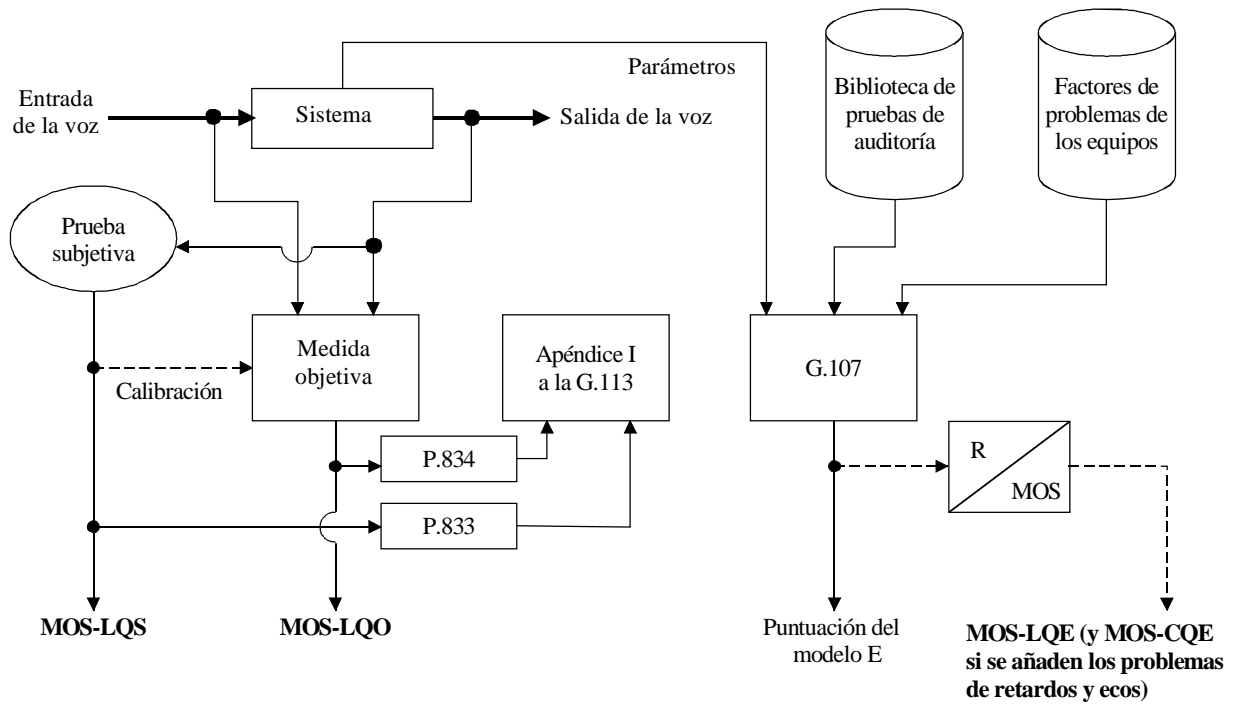 Entrada
de la voz
Sistema
Salida de la voz
Parámetros
Biblioteca de
pruebas de
auditoría
Factores de
problemas de
los equipos
Prueba
subjetiva
Medida
objetiva
Calibración
Apéndice I
a la G.113
G.107
P.834
P.833
R
MOS
MOS-LQS
MOS-LQO
Puntuación del
modelo E
MOS-LQE (y MOS-CQE
si se añaden los problemas
de retardos y ecos)